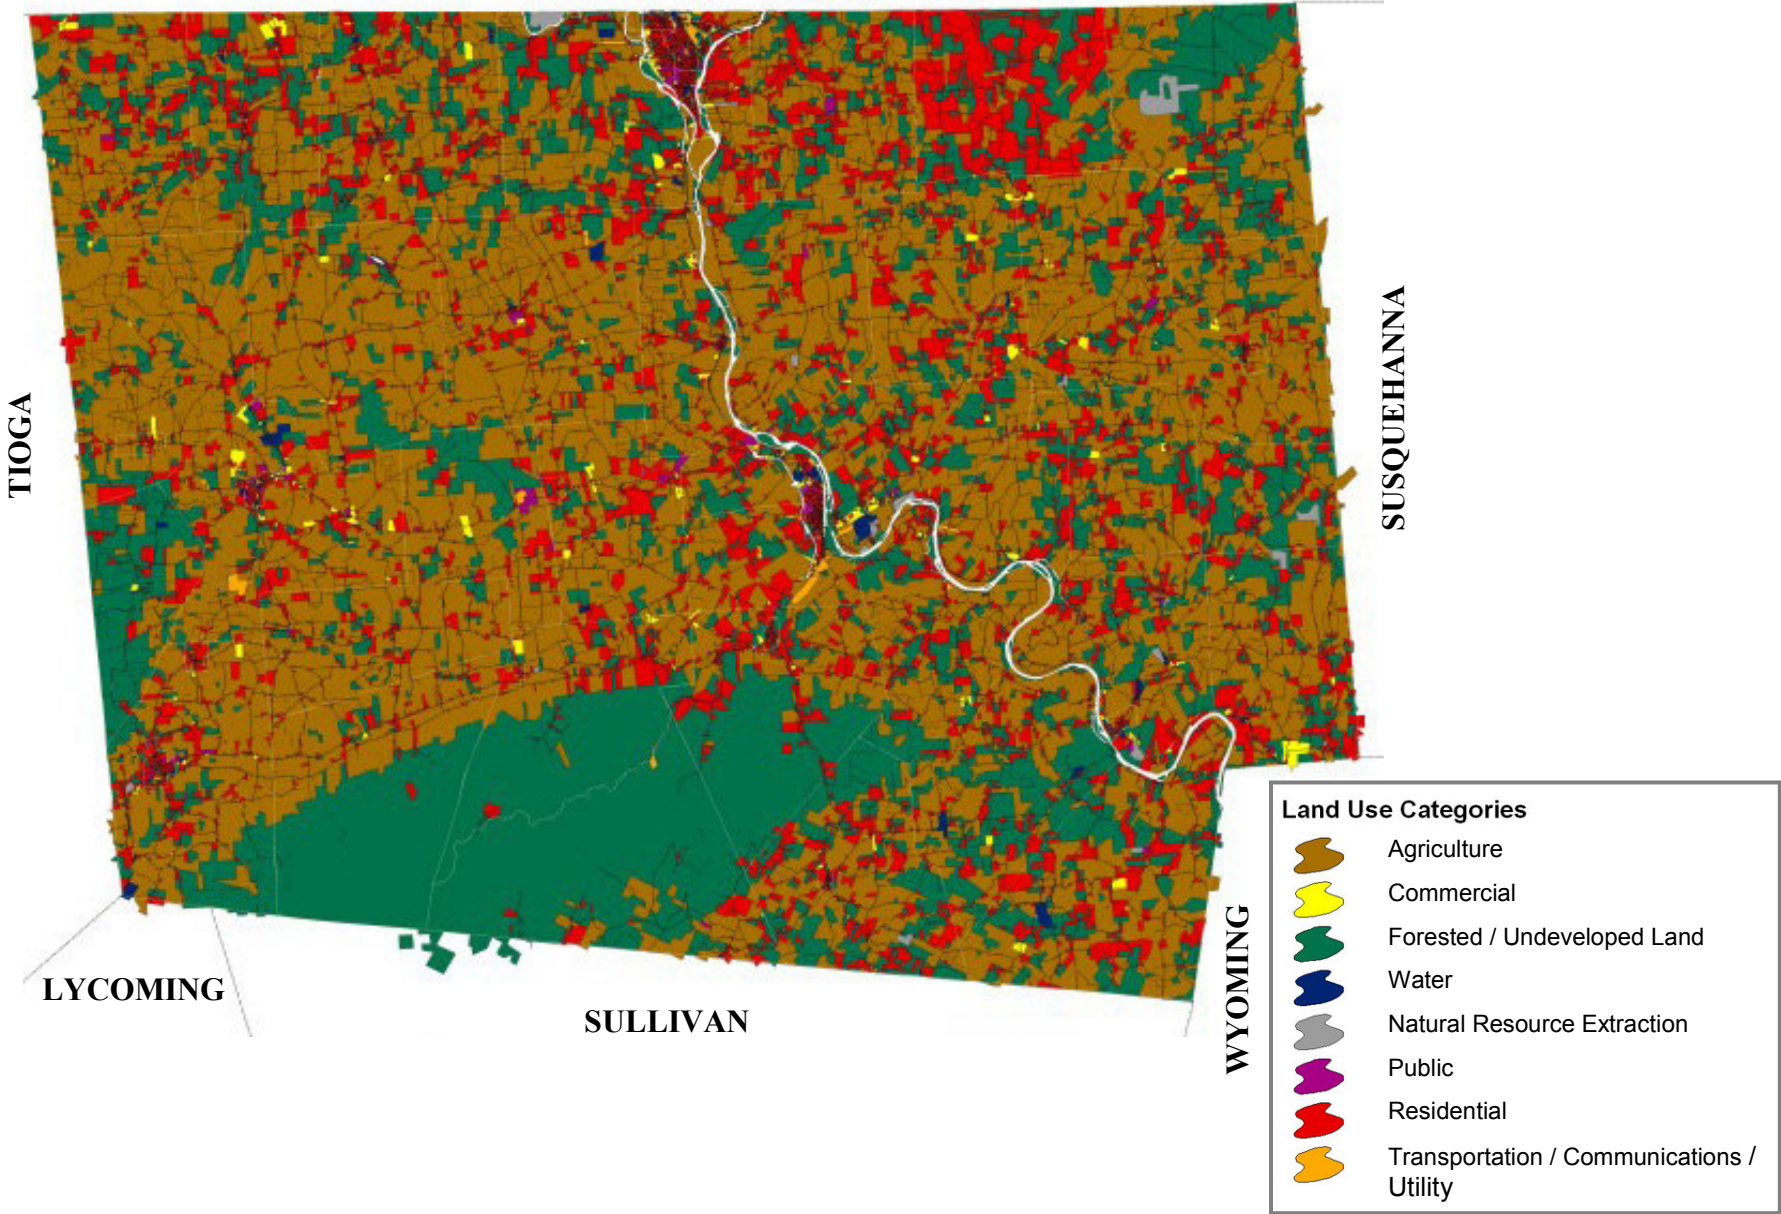 TIOGA
SUSQUEHANNA
LYCOMING
SULLIVAN
WYOMING
Land Use Categories
Agriculture
Commercial
Forested / Undeveloped Land
Water
Natural Resource Extraction
Public
Residential
Transportation / Communications /
Utility